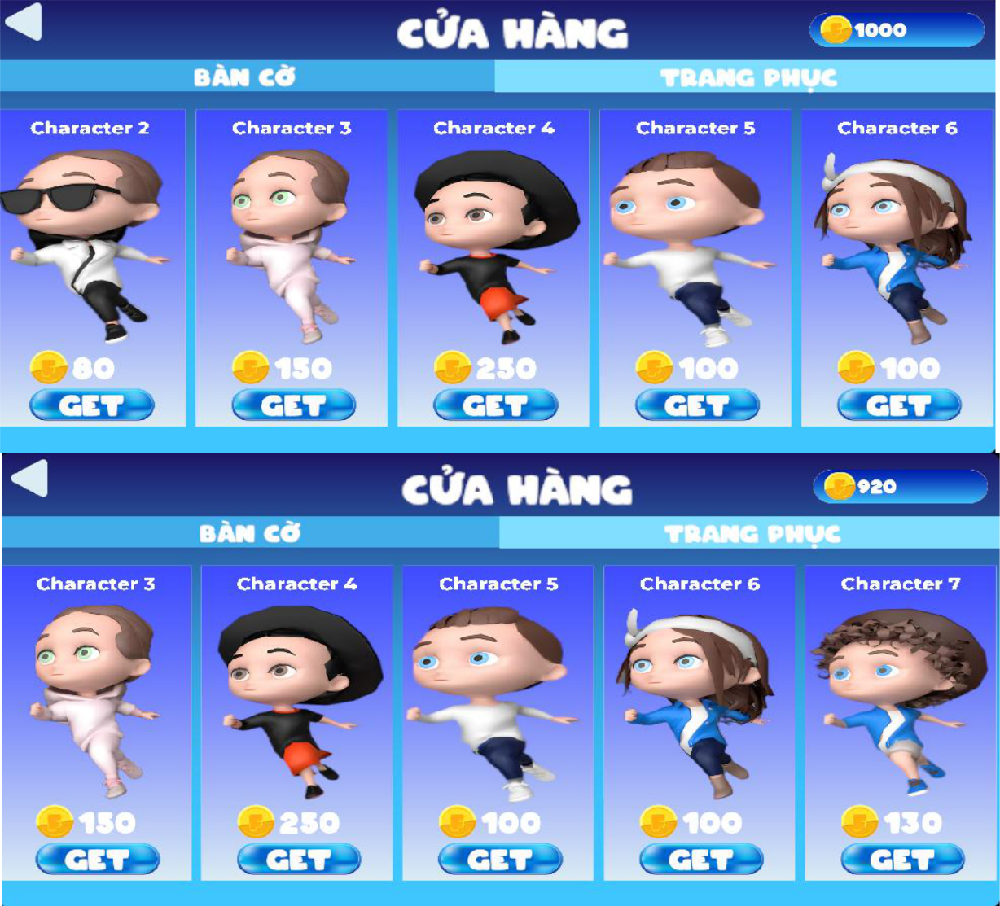 CỬA HÀNG
1000
BÀN CỜ
TRANG PHỤC
Character 2
Character 3
Character 4
Character 5
Character 6
80
150
250
100
100
GET
GET
GET
GET
GET
CỬA HÀNG
920
BÀN CỜ
TRANG PHỤC
Character 3
Character 4
Character 5
Character 6
Character 7
150
250
100
100
130
GET
GET
GET
GET
GET